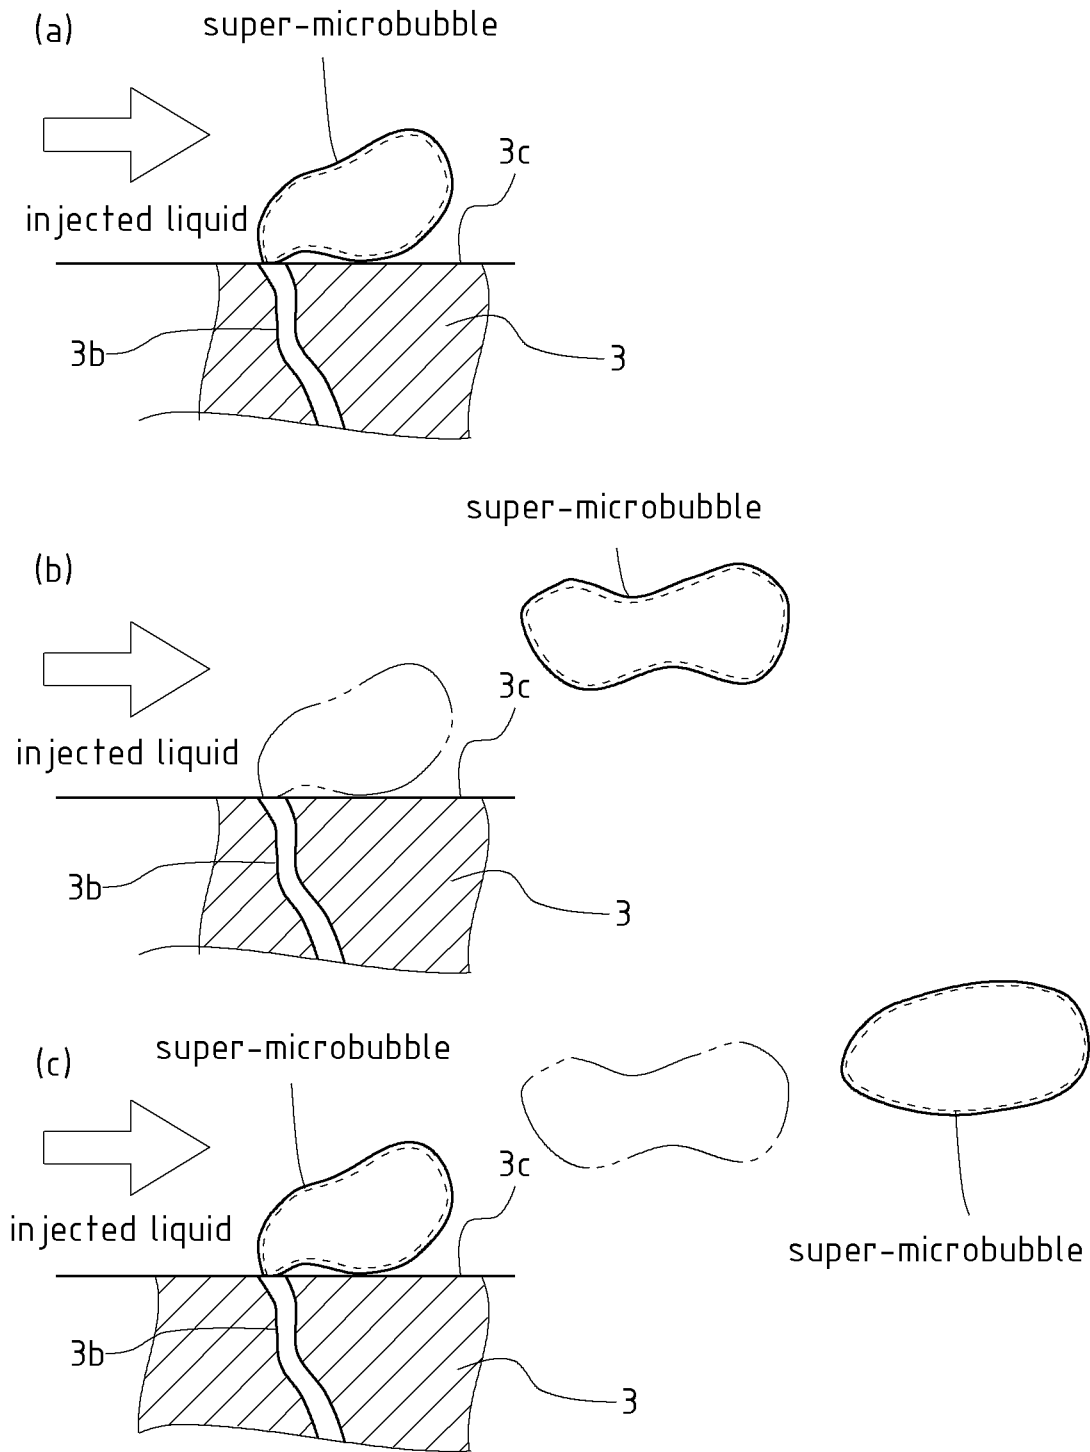 (a)
super-microbubble
3c
injected liquid
3b
3
super-microbubble
(b)
3c
injected liquid
3b
3
super-microbubble
(c)
3c
injected liquid
super-microbubble
3b
3